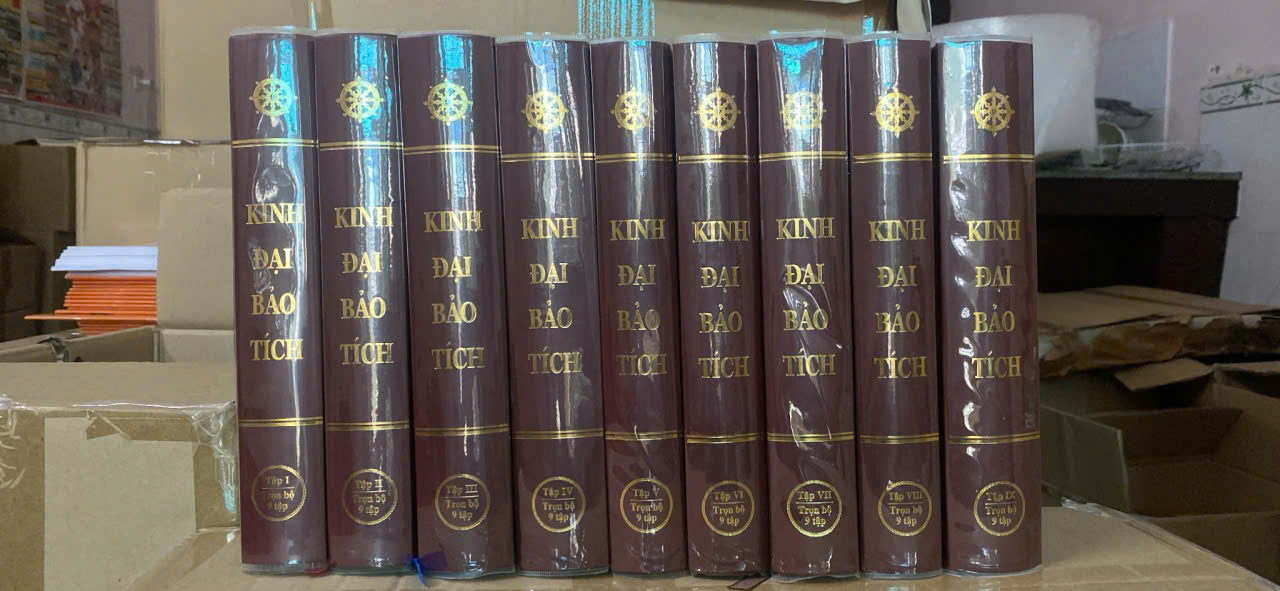 KINH
ĐẠI
BẢO
TÍCH
Tập I
Trọn bộ
9 tập
KINH
ĐẠI
BẢO
TÍCH
Tập II
Trọn bộ
9 tập
KINH
ĐẠI
BẢO
TÍCH
Tập III
Trọn bộ
9 tập
KINH
ĐẠI
BẢO
TÍCH
Tập IV
Trọn bộ
9 tập
KINH
ĐẠI
BẢO
TÍCH
Tập V
Trọn bộ
9 tập
KINH
ĐẠI
BẢO
TÍCH
Tập VI
Trọn bộ
9 tập
KINH
ĐẠI
BẢO
TÍCH
Tập VII
Trọn bộ
9 tập
KINH
ĐẠI
BẢO
TÍCH
Tập VIII
Trọn bộ
9 tập
KINH
ĐẠI
BẢO
TÍCH
Tập IX
Trọn bộ
9 tập